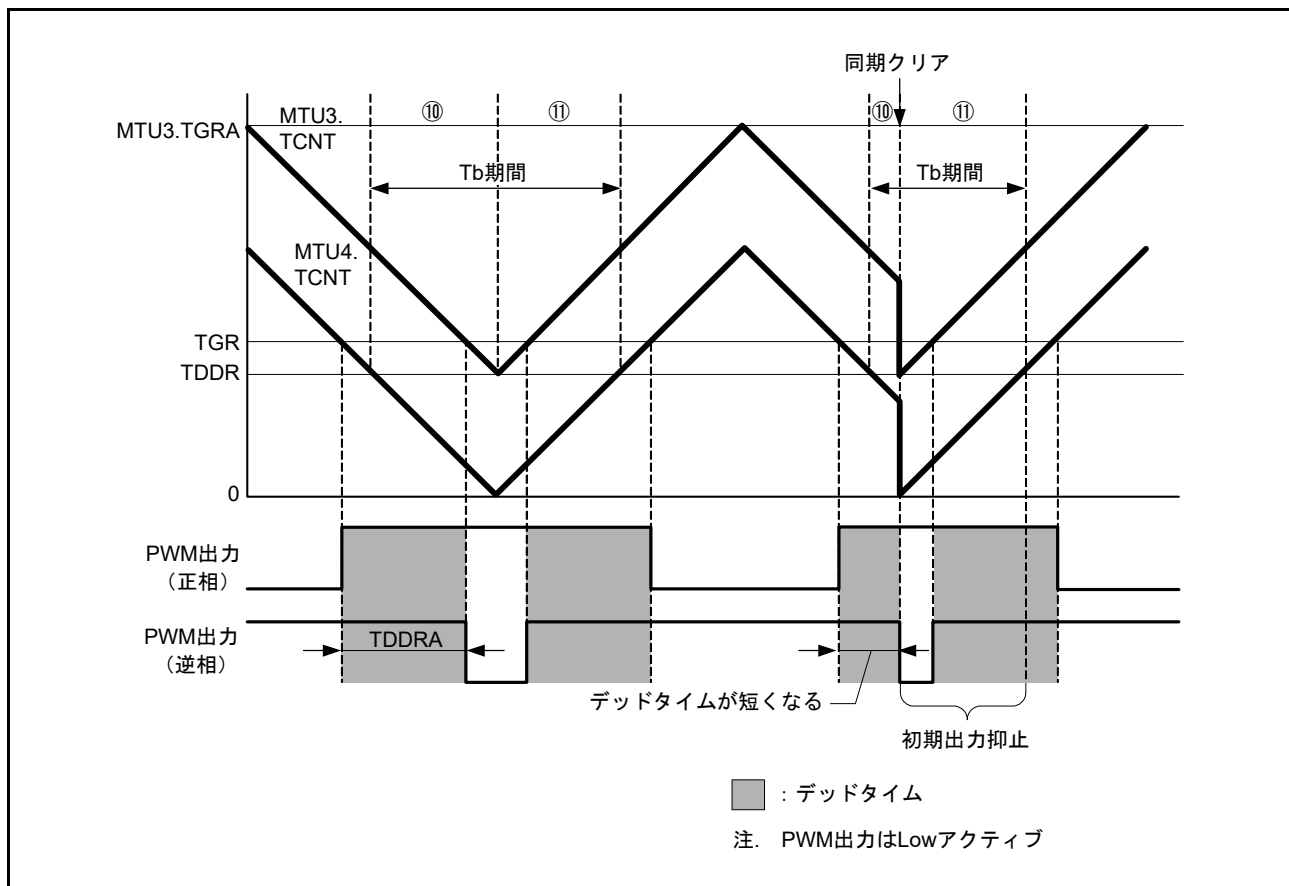 同期クリア
⑩
⑪
⑩
⑪
MTU3.TGRA
MTU3.
TCNT
Tb期間
Tb期間
MTU4.
TCNT
TGR
TDDR
0
PWM出力
（正相）
PWM出力
（逆相）
TDDRA
デッドタイムが短くなる
初期出力抑止
：デッドタイム
注. PWM出力はLowアクティブ